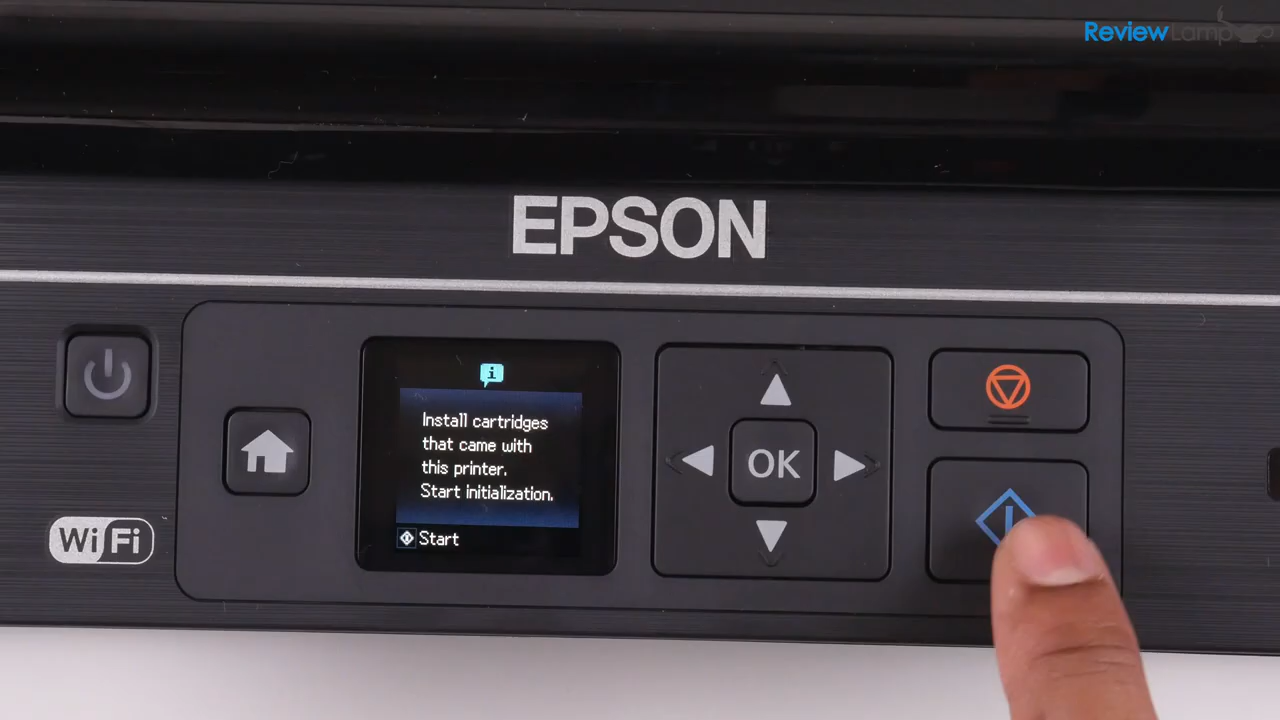 ReviewLamp
EPSON
i
Install cartridges
that came with
this printer.
Start initialization.
Start
OK
WiFi